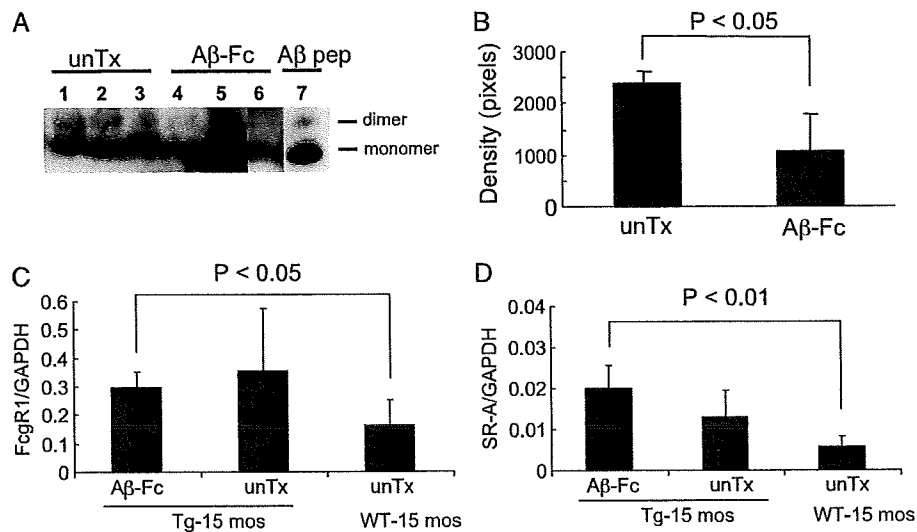 A
unTx Aβ-Fc Aβ pep
1 2 3 4 5 6 7
dimer
monomer
B
P < 0.05
Density (pixels)
3000
2000
1000
0
unTx Aβ-Fc
C
P < 0.05
FcgR1/GAPDH
0.6
0.5
0.4
0.3
0.2
0.1
0
Aβ-Fc unTx unTx
Tg-15 mos WT-15 mos
D
P < 0.01
SR-A/GAPDH
0.04
0.03
0.02
0.01
0
Aβ-Fc unTx unTx
Tg-15 mos WT-15 mos